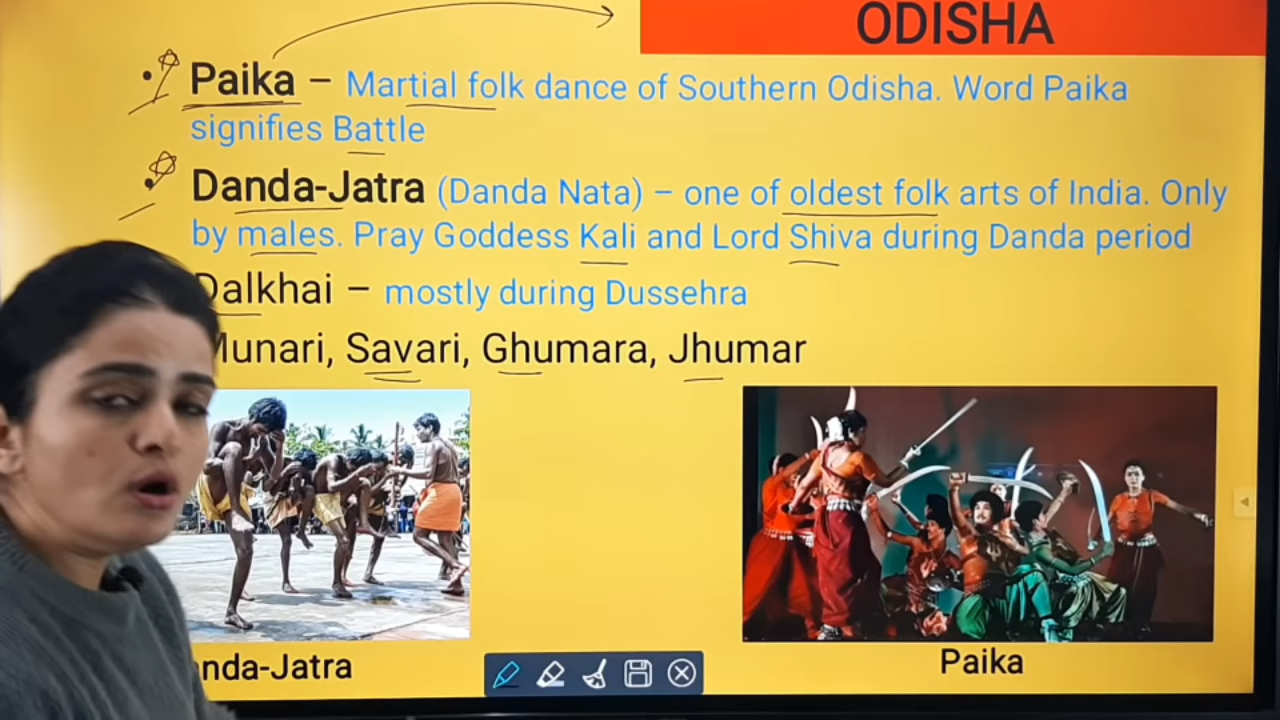 ODISHA
• Paika – Martial folk dance of Southern Odisha. Word Paika
signifies Battle
• Danda-Jatra (Danda Nata) – one of oldest folk arts of India. Only
by males. Pray Goddess Kali and Lord Shiva during Danda period
Dalkhai – mostly during Dussehra
Munari, Savari, Ghumara, Jhumar
nda-Jatra
Paika